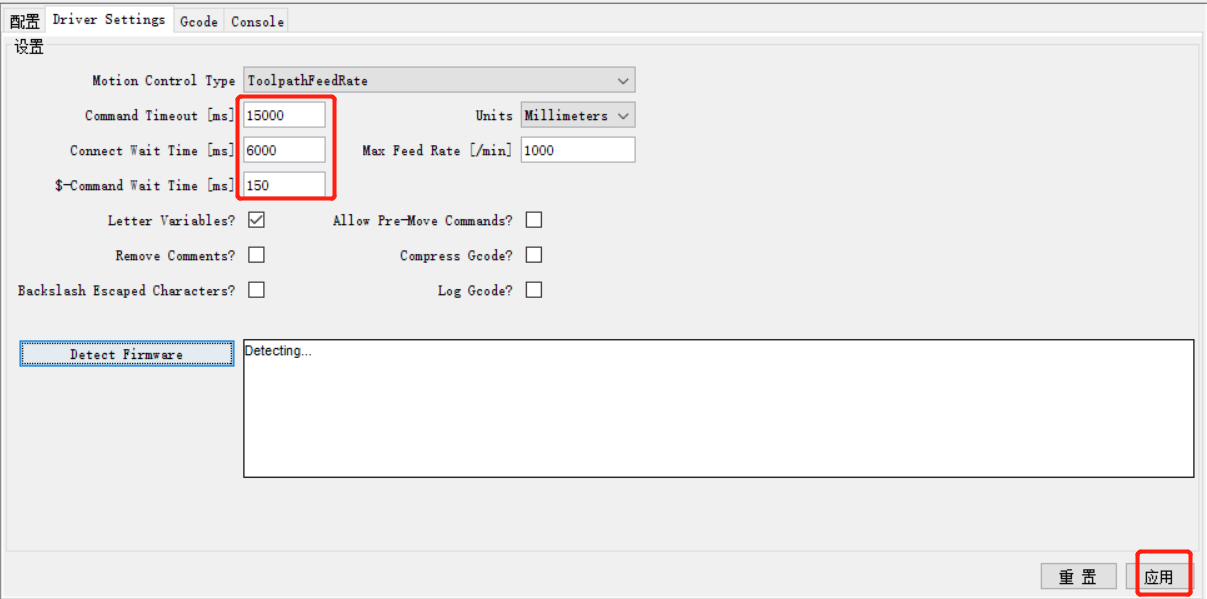 配置 Driver Settings Gcode Console
设置
Motion Control Type ToolpathFeedRate
Command Timeout [ms] 15000 Units Millimeters
Connect Wait Time [ms] 6000 Max Feed Rate [/min] 1000
$-Command Wait Time [ms] 150
Letter Variables? Allow Pre-Move Commands?
Remove Comments? Compress Gcode?
Backslash Escaped Characters? Log Gcode?
Detect Firmware Detecting...
重置 应用